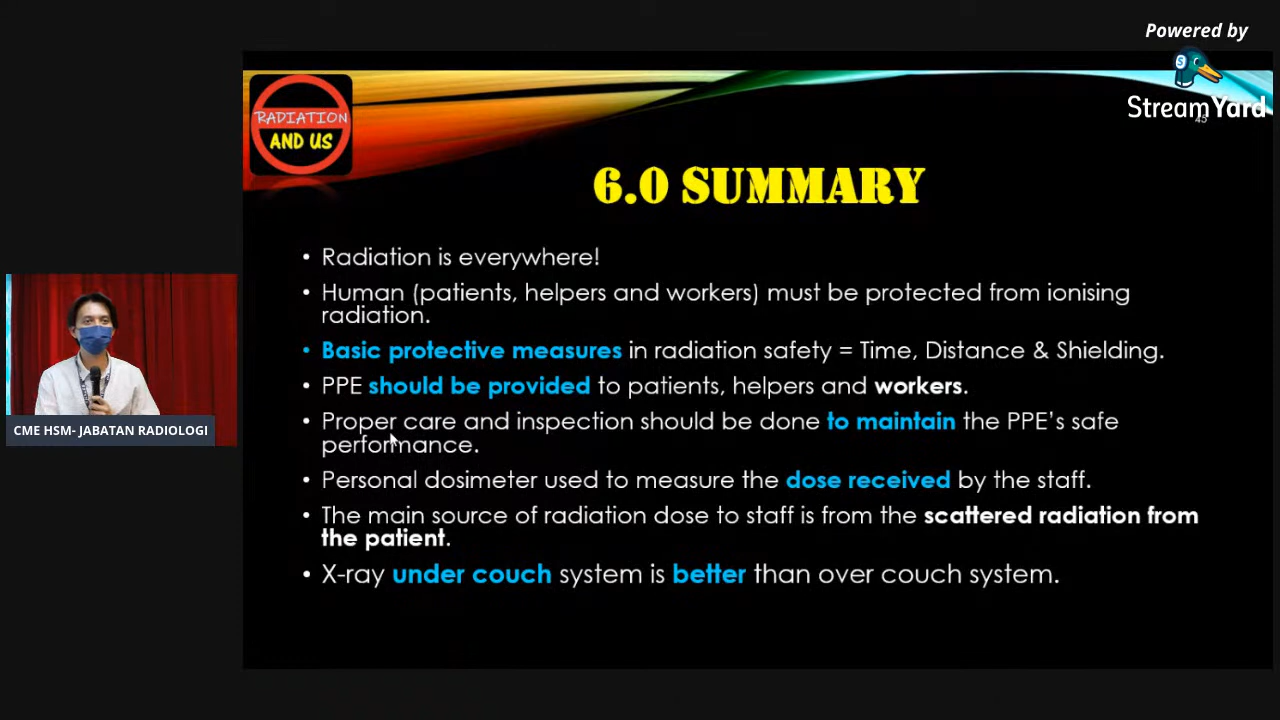 Powered by
StreamYard
45
RADIATION
AND US
6.0 SUMMARY
• Radiation is everywhere!
• Human (patients, helpers and workers) must be protected from ionising
radiation.
• Basic protective measures in radiation safety = Time, Distance & Shielding.
• PPE should be provided to patients, helpers and workers.
• Proper care and inspection should be done to maintain the PPE's safe
performance.
• Personal dosimeter used to measure the dose received by the staff.
• The main source of radiation dose to staff is from the scattered radiation from
the patient.
• X-ray under couch system is better than over couch system.
CME HSM- JABATAN RADIOLOGI